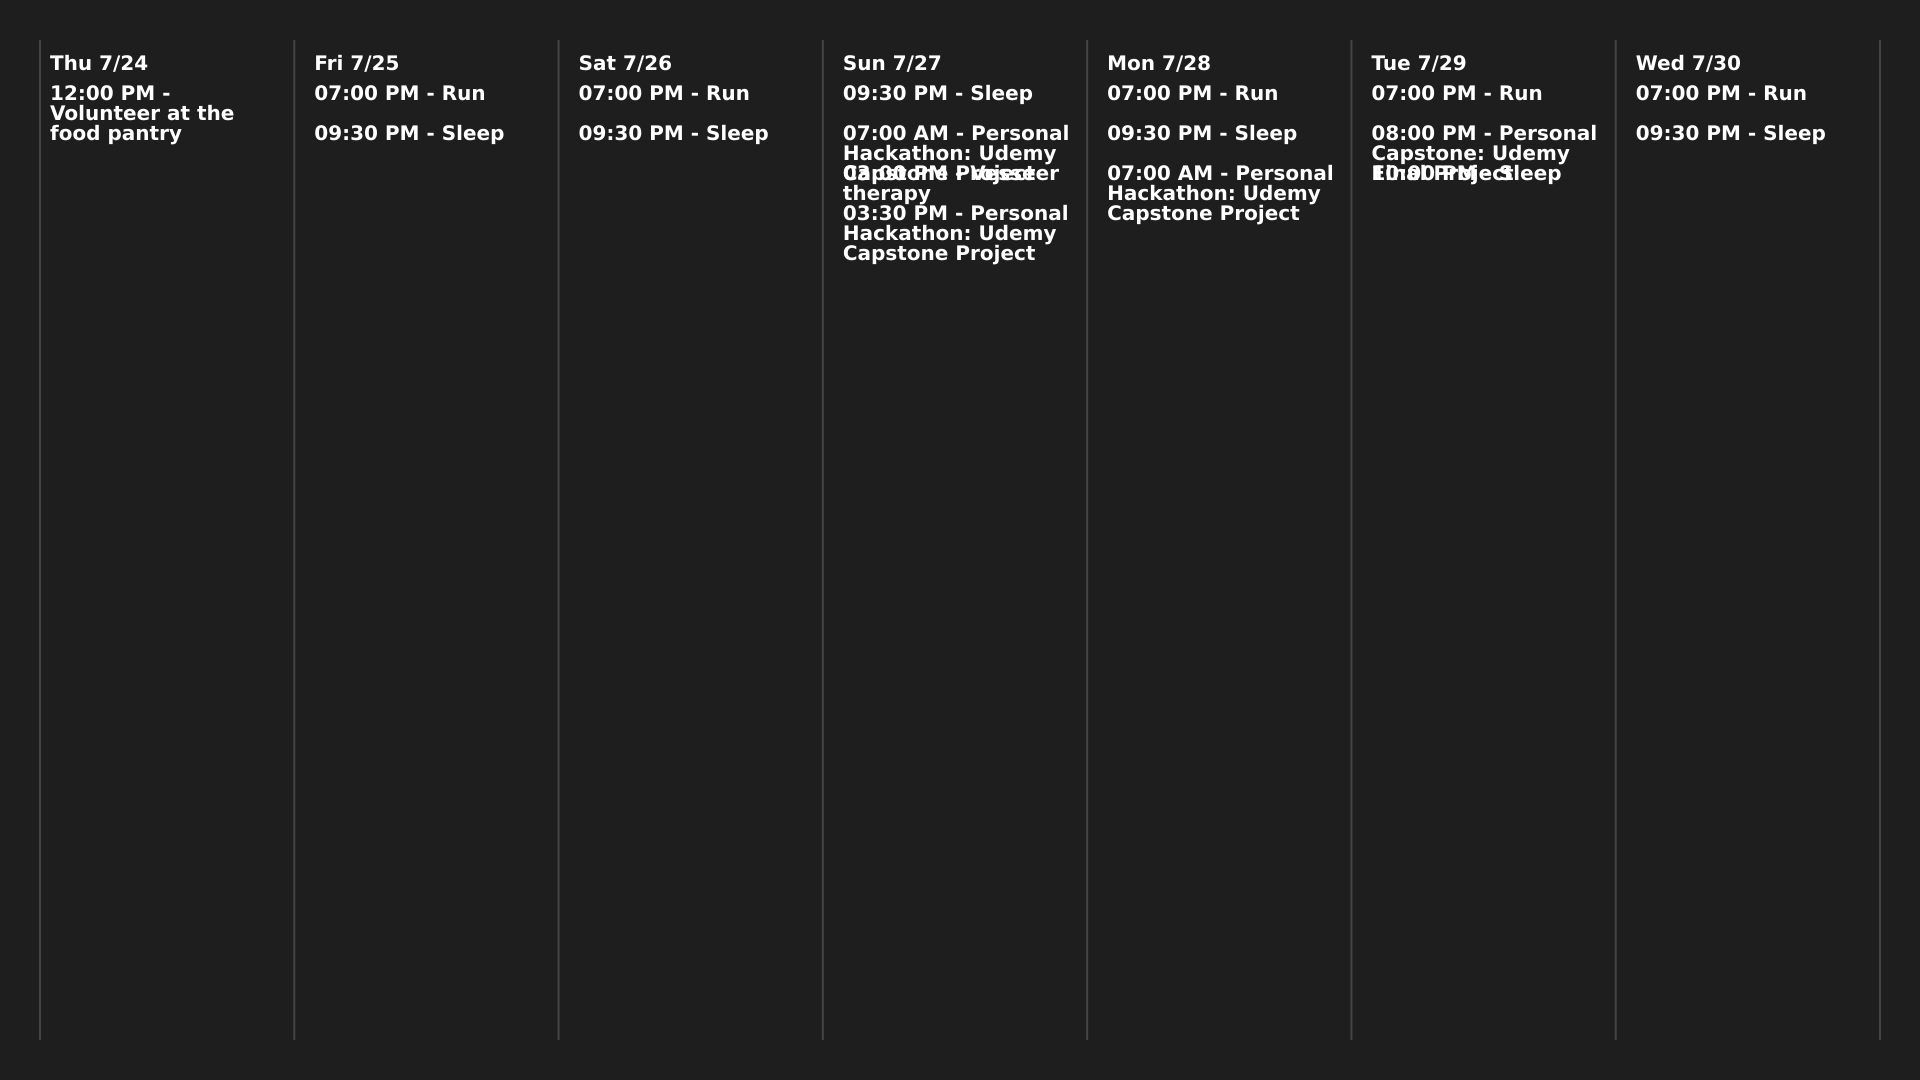 Thu 7/24
12:00 PM -
Volunteer at the
food pantry
Fri 7/25
07:00 PM - Run
09:30 PM - Sleep
Sat 7/26
07:00 PM - Run
09:30 PM - Sleep
Sun 7/27
09:30 PM - Sleep
07:00 AM - Personal
Hackathon: Udemy
Capstone Project
03:00 PM -
therapy
03:30 PM - Personal
Hackathon: Udemy
Capstone Project
Mon 7/28
07:00 PM - Run
09:30 PM - Sleep
07:00 AM - Personal
Hackathon: Udemy
Capstone Project
Tue 7/29
07:00 PM - Run
08:00 PM - Personal
Capstone: Udemy
Final Project
10:00 PM - Sleep
Wed 7/30
07:00 PM - Run
09:30 PM - Sleep